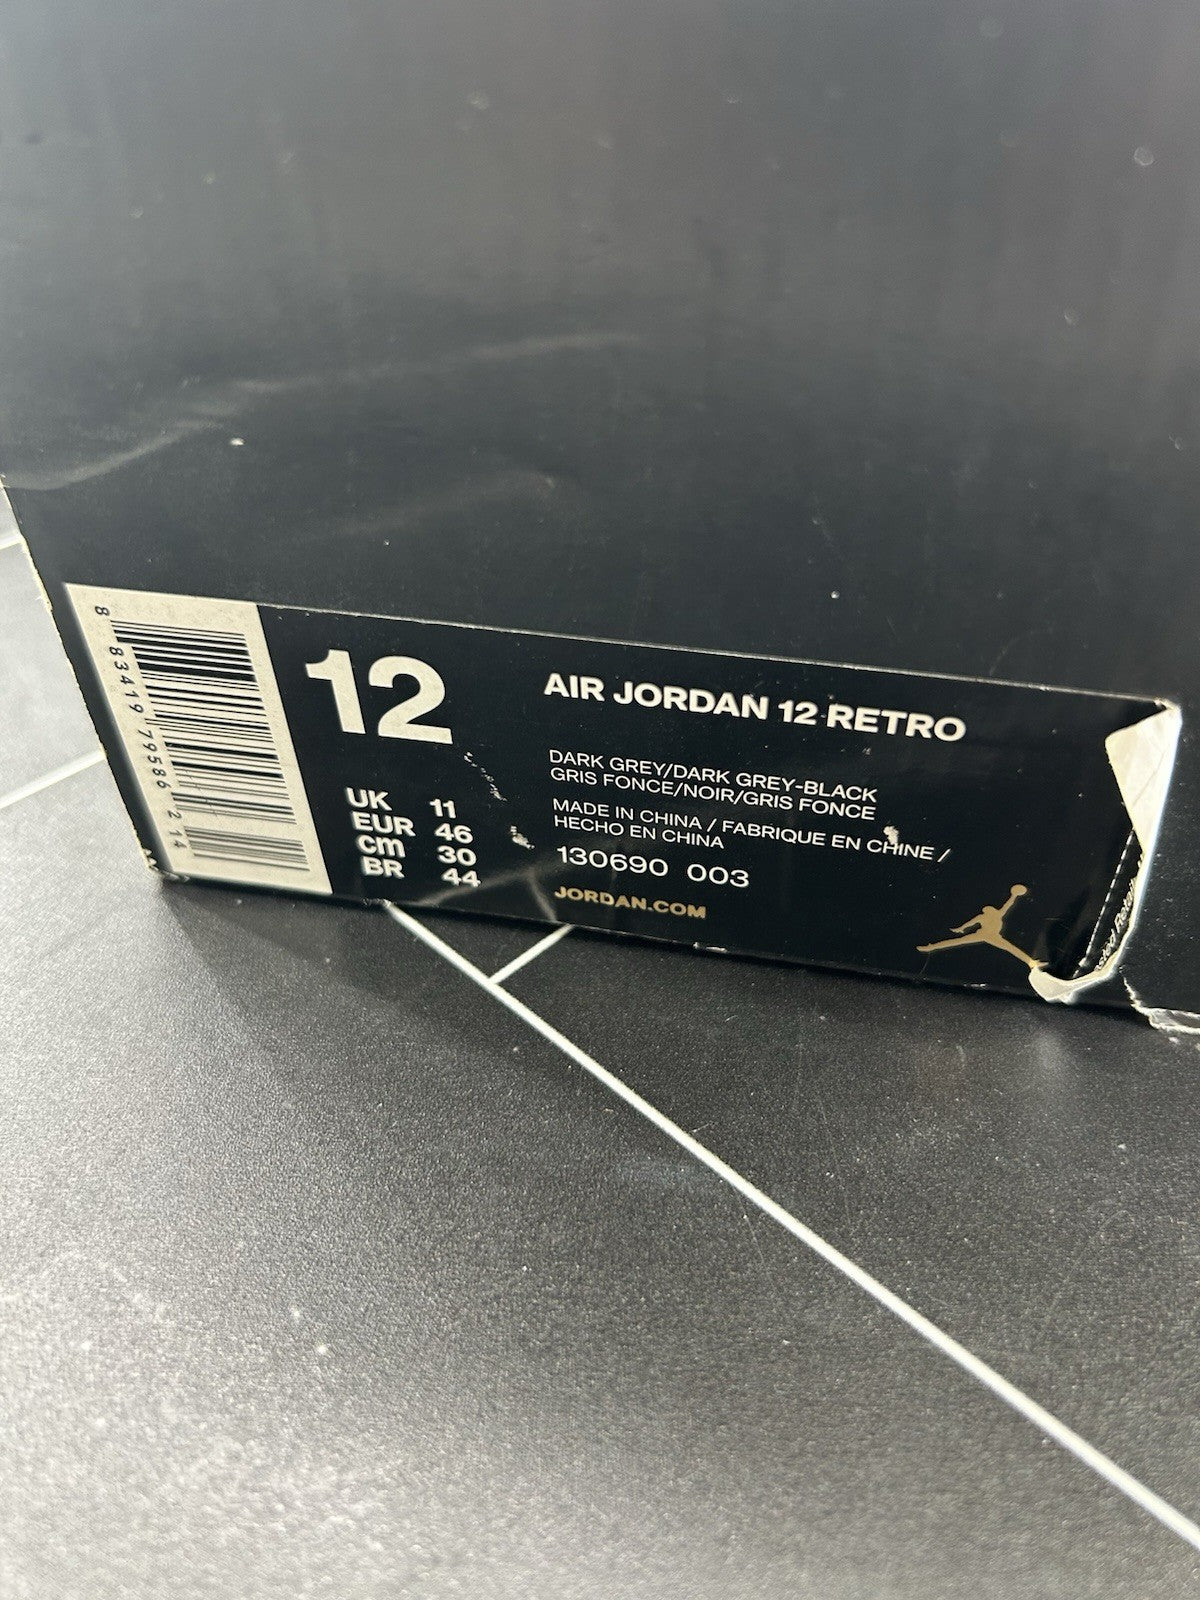 8 83419 79586 214
12
UK 11
EUR 46
cm 30
BR 44
AIR JORDAN 12 RETRO
DARK GREY/DARK GREY-BLACK
GRIS FONCE/NOIR/GRIS FONCE
MADE IN CHINA / FABRIQUE EN CHINE /
HECHO EN CHINA
130690 003
JORDAN.COM
Retail